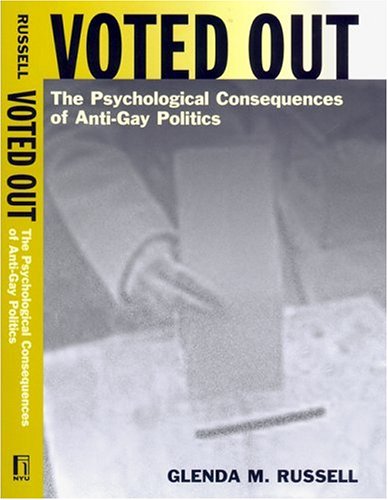 RUSSELL
VOTED OUT
The Psychological Consequences
of Anti-Gay Politics
NYU
VOTED OUT
The Psychological Consequences
of Anti-Gay Politics
GLENDA M. RUSSELL